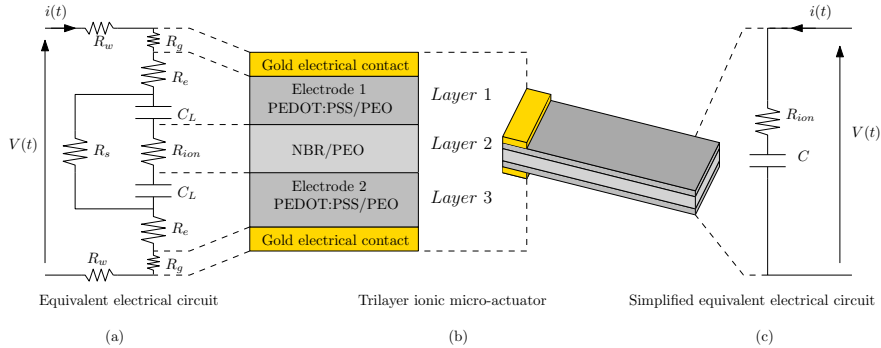 i(t)
R_w
R_g
R_e
C_L
V(t)
R_s
R_ion
C_L
R_e
R_w
R_g
Equivalent electrical circuit
(a)
Gold electrical contact
Electrode 1
PEDOT:PSS/PEO
NBR/PEO
Electrode 2
PEDOT:PSS/PEO
Gold electrical contact
Layer 1
Layer 2
Layer 3
Trilayer ionic micro-actuator
(b)
i(t)
R_ion
V(t)
C
Simplified equivalent electrical circuit
(c)